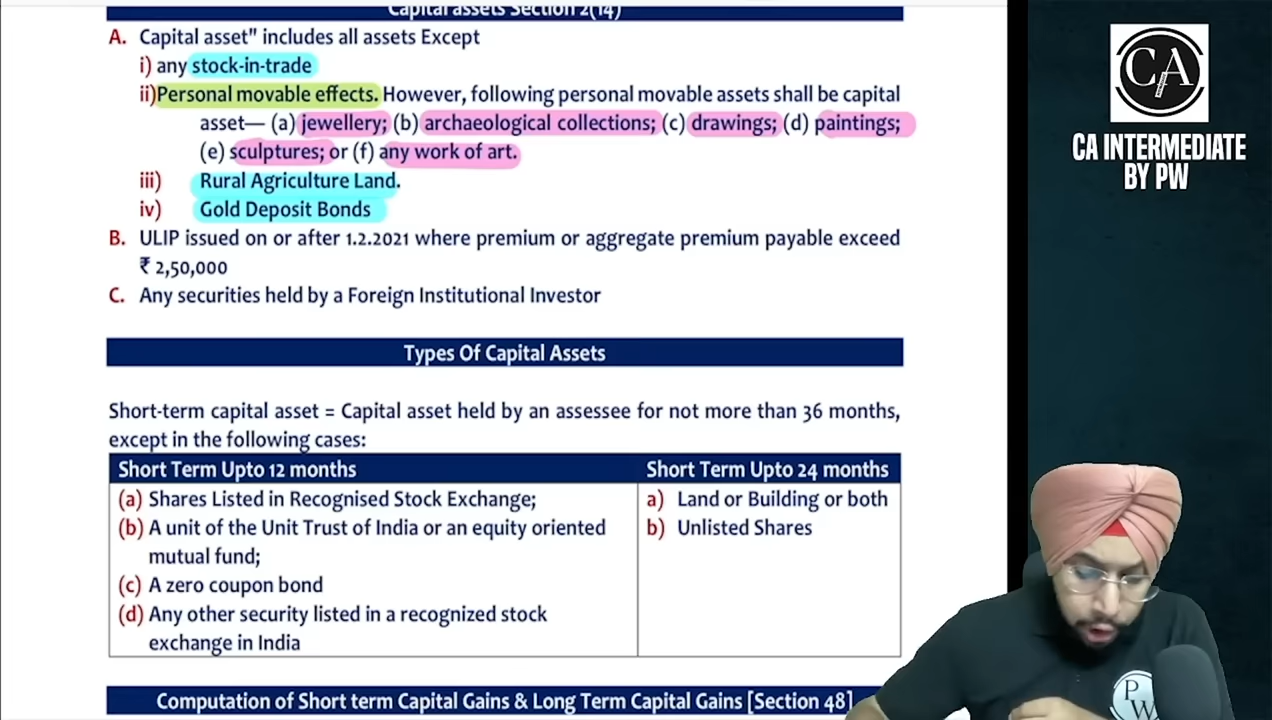 Capital assets Section 2(14)
A. Capital asset" includes all assets Except
i) any stock-in-trade
ii)Personal movable effects. However, following personal movable assets shall be capital
asset— (a) jewellery; (b) archaeological collections; (c) drawings; (d) paintings;
(e) sculptures; or (f) any work of art.
iii) Rural Agriculture Land.
iv) Gold Deposit Bonds
B. ULIP issued on or after 1.2.2021 where premium or aggregate premium payable exceed
₹ 2,50,000
C. Any securities held by a Foreign Institutional Investor
Types Of Capital Assets
Short-term capital asset = Capital asset held by an assessee for not more than 36 months,
except in the following cases:
Short Term Upto 12 months
(a) Shares Listed in Recognised Stock Exchange;
(b) A unit of the Unit Trust of India or an equity oriented
mutual fund;
(c) A zero coupon bond
(d) Any other security listed in a recognized stock
exchange in India
Short Term Upto 24 months
a) Land or Building or both
b) Unlisted Shares
Computation of Short term Capital Gains & Long Term Capital Gains [Section 48]
CA
CA INTERMEDIATE
BY PW
P
W